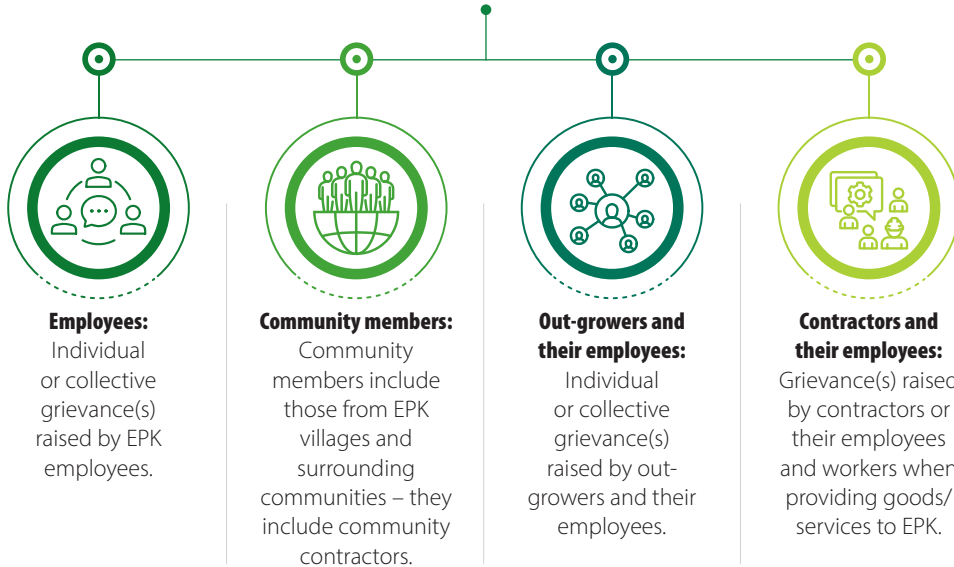 Employees:
Individual
or collective
grievance(s)
raised by EPK
employees.
Community members:
Community
members include
those from EPK
villages and
surrounding
communities – they
include community
contractors.
Out-growers and
their employees:
Individual
or collective
grievance(s)
raised by out-
growers and their
employees.
Contractors and
their employees:
Grievance(s) raised
by contractors or
their employees
and workers when
providing goods/
services to EPK.